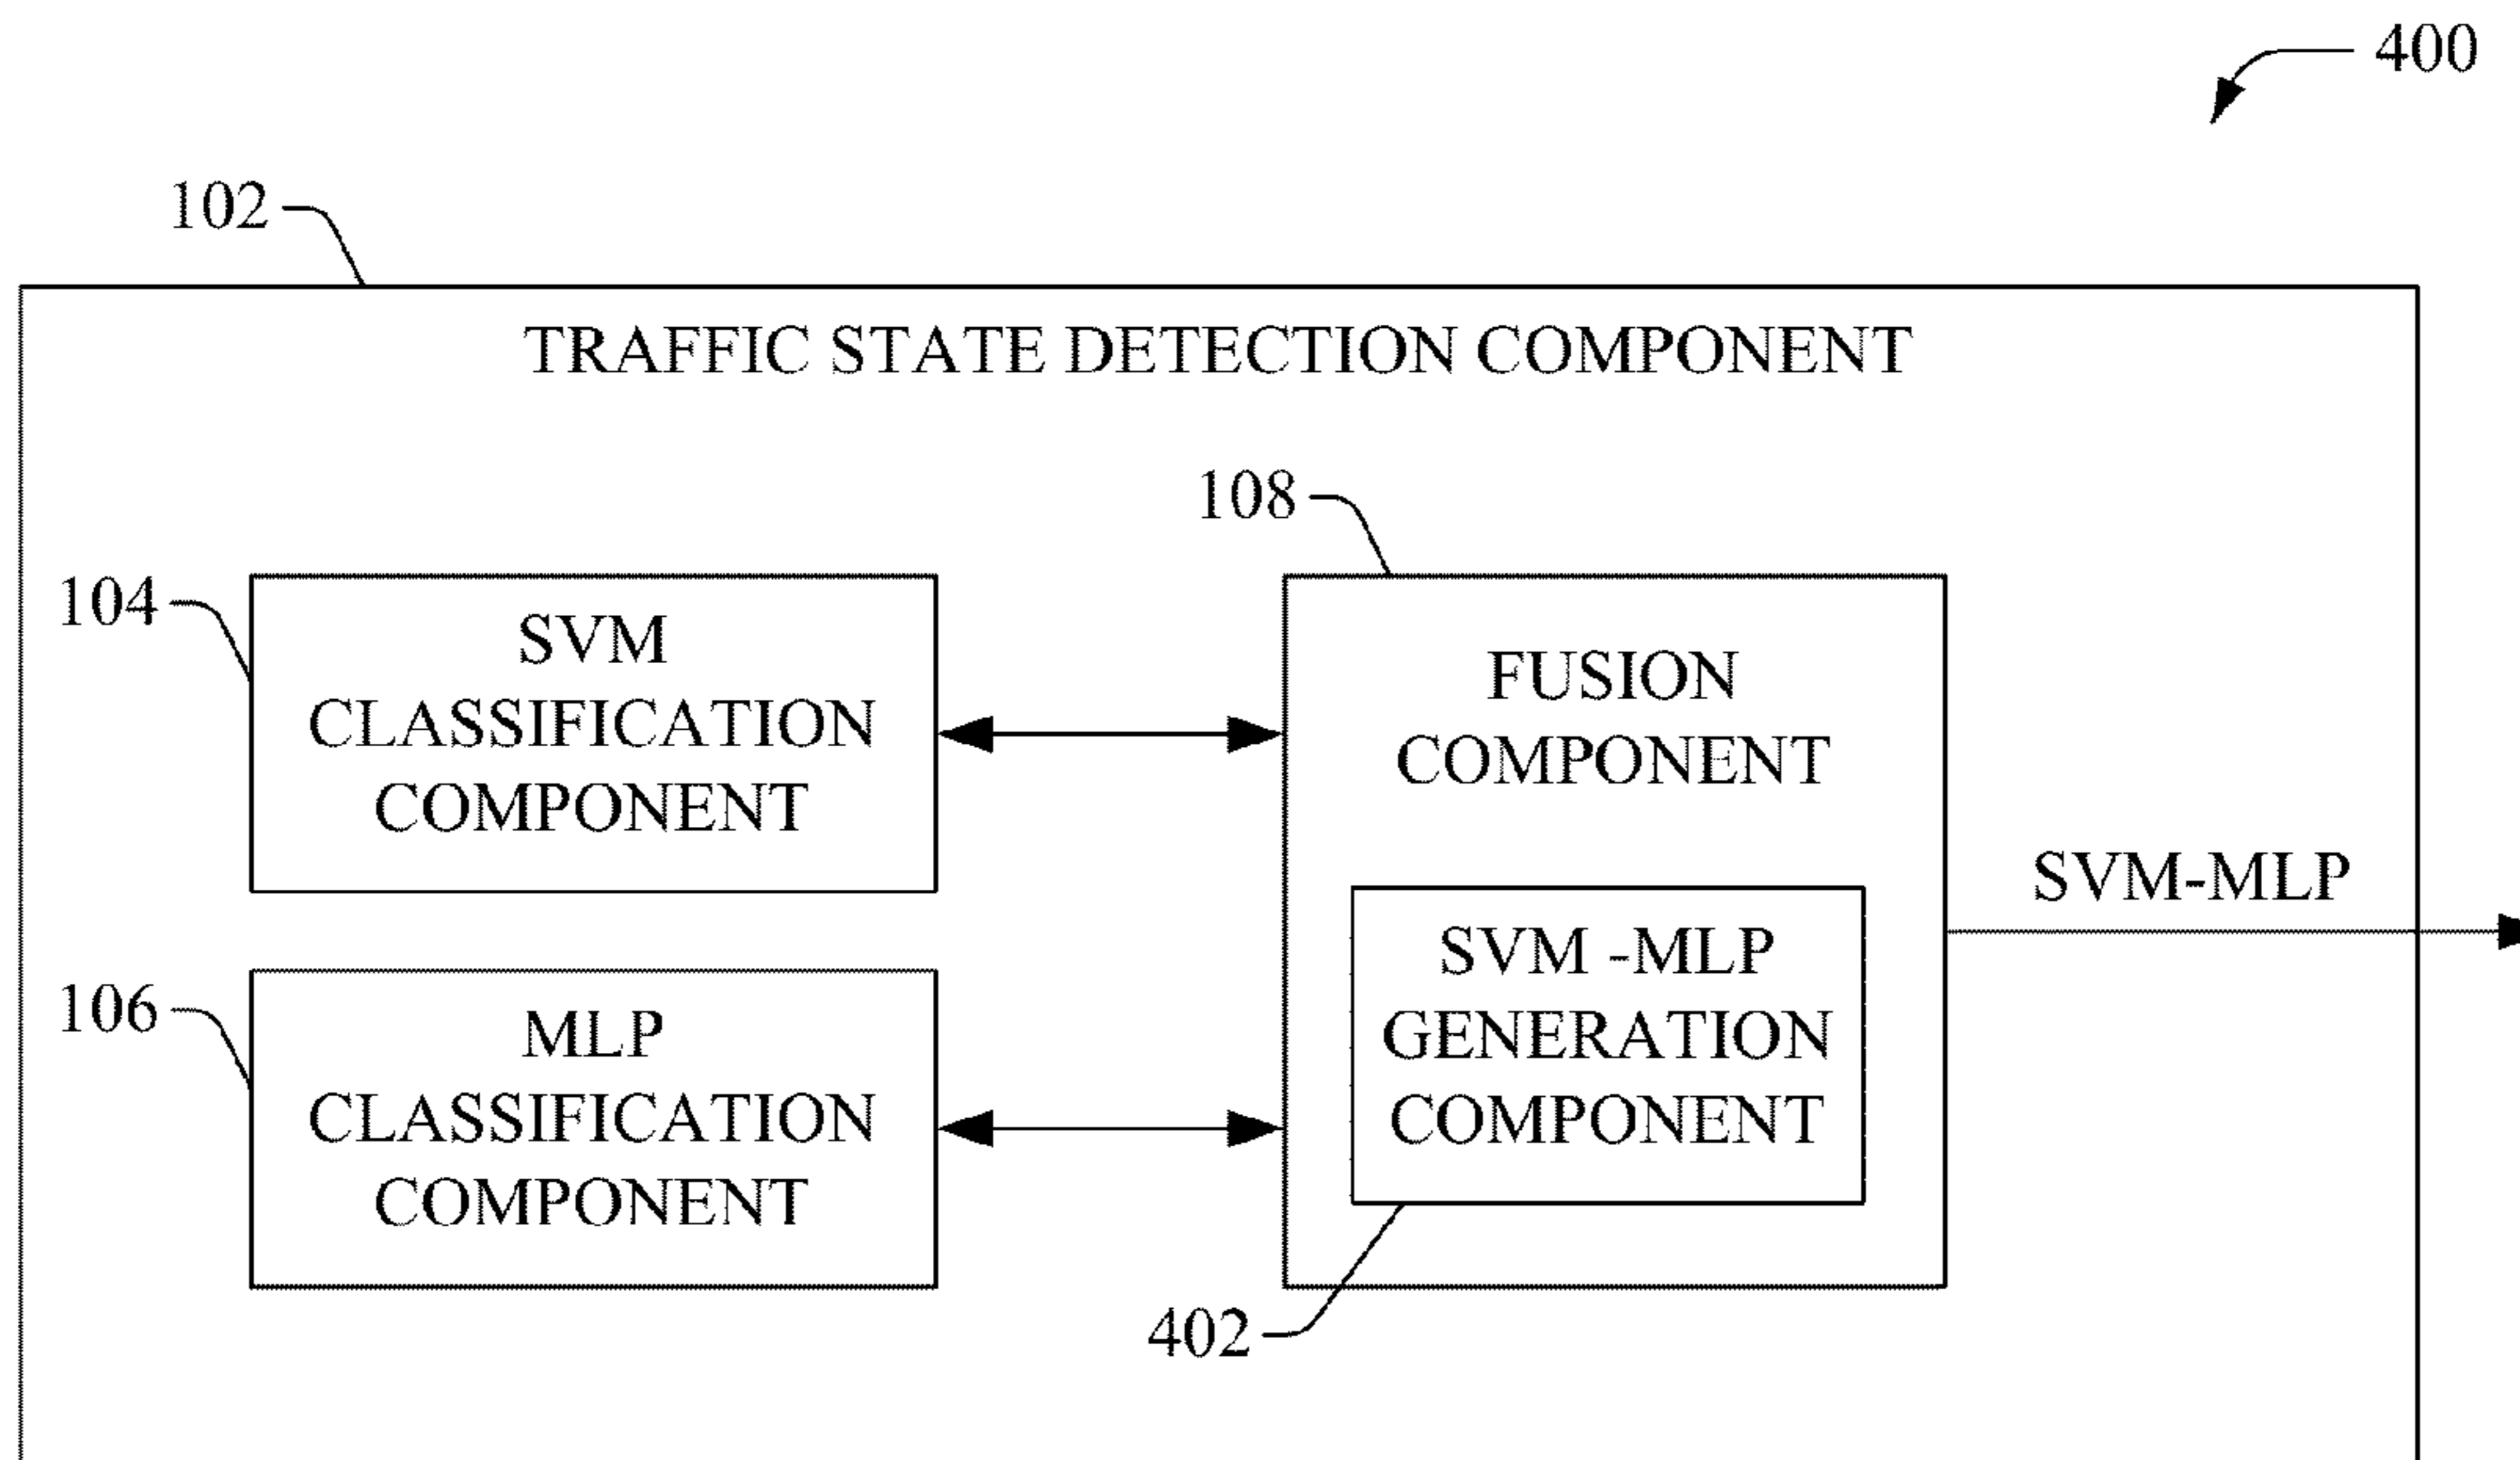 400
102
TRAFFIC STATE DETECTION COMPONENT
108
104
SVM
CLASSIFICATION
COMPONENT
FUSION
COMPONENT
SVM-MLP
106
MLP
CLASSIFICATION
COMPONENT
SVM -MLP
GENERATION
COMPONENT
402